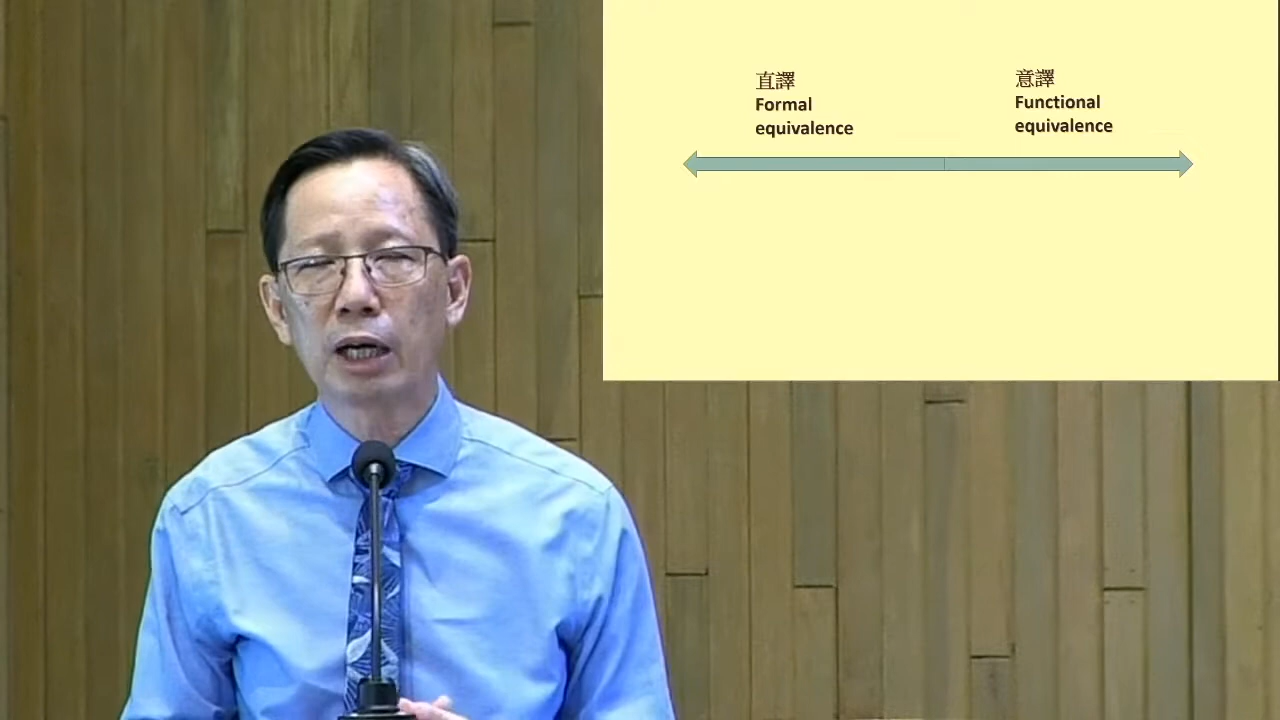 直譯
Formal
equivalence
意譯
Functional
equivalence